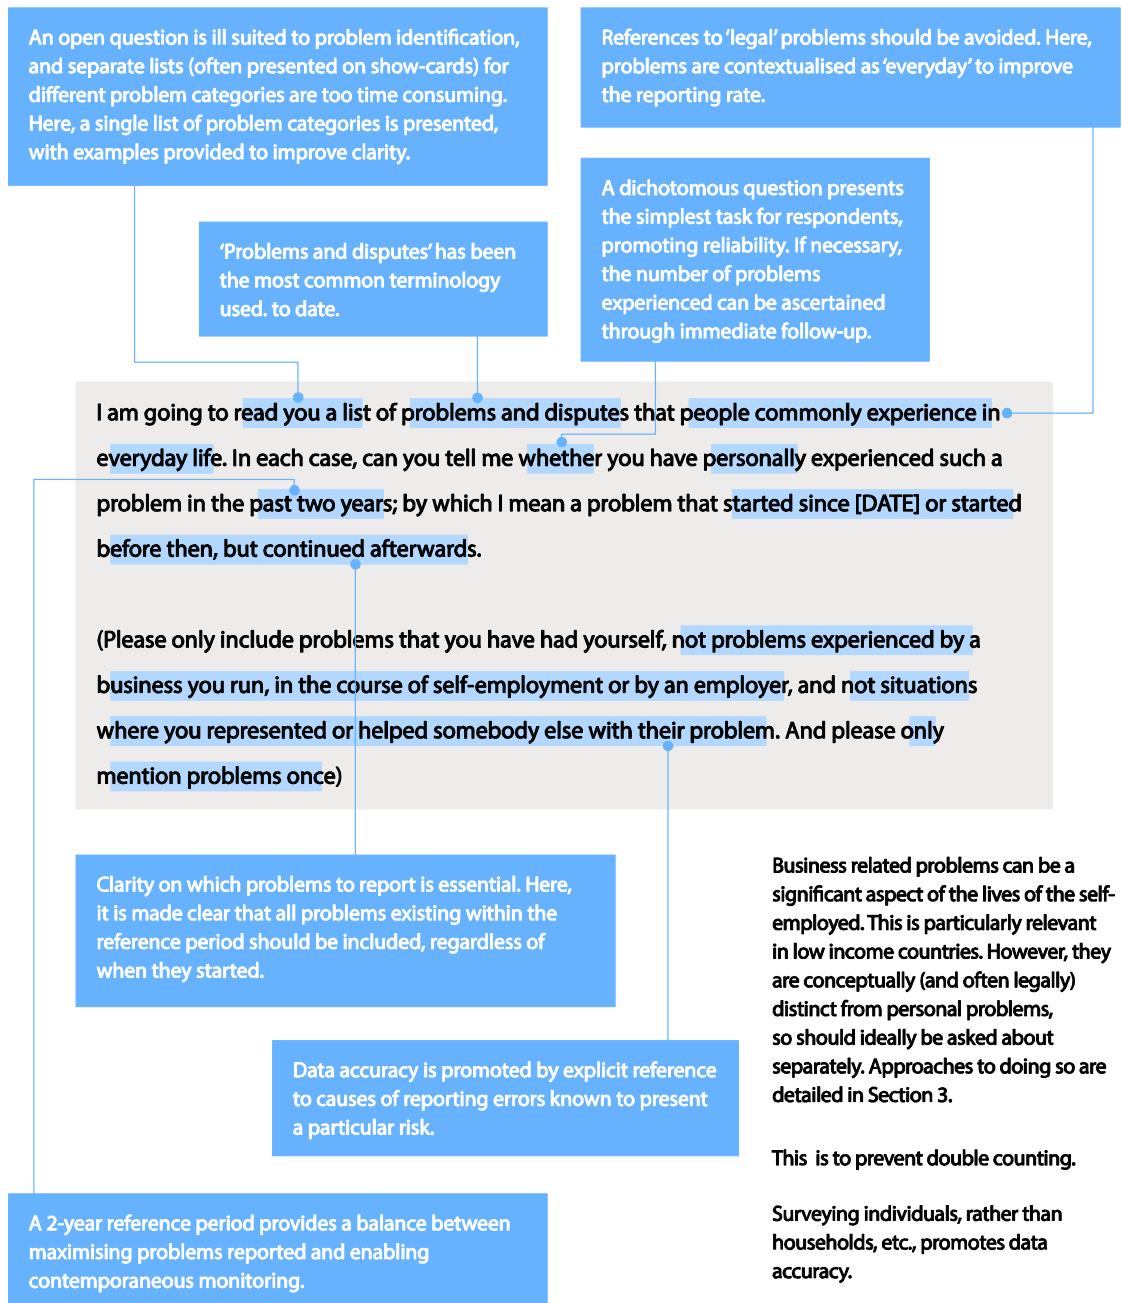 An open question is ill suited to problem identification,
and separate lists (often presented on show-cards) for
different problem categories are too time consuming.
Here, a single list of problem categories is presented,
with examples provided to improve clarity.
References to ‘legal’ problems should be avoided. Here,
problems are contextualised as ‘everyday’ to improve
the reporting rate.
A dichotomous question presents
the simplest task for respondents,
promoting reliability. If necessary,
the number of problems
experienced can be ascertained
through immediate follow-up.
‘Problems and disputes’ has been
the most common terminology
used. to date.
I am going to read you a list of problems and disputes that people commonly experience in
everyday life. In each case, can you tell me whether you have personally experienced such a
problem in the past two years; by which I mean a problem that started since [DATE] or started
before then, but continued afterwards.
(Please only include problems that you have had yourself, not problems experienced by a
business you run, in the course of self-employment or by an employer, and not situations
where you represented or helped somebody else with their problem. And please only
mention problems once)
Clarity on which problems to report is essential. Here,
it is made clear that all problems existing within the
reference period should be included, regardless of
when they started.
Data accuracy is promoted by explicit reference
to causes of reporting errors known to present
a particular risk.
A 2-year reference period provides a balance between
maximising problems reported and enabling
contemporaneous monitoring.
Business related problems can be a
significant aspect of the lives of the self-
employed. This is particularly relevant
in low income countries. However, they
are conceptually (and often legally)
distinct from personal problems,
so should ideally be asked about
separately. Approaches to doing so are
detailed in Section 3.
This  is to prevent double counting.
Surveying individuals, rather than
households, etc., promotes data
accuracy.